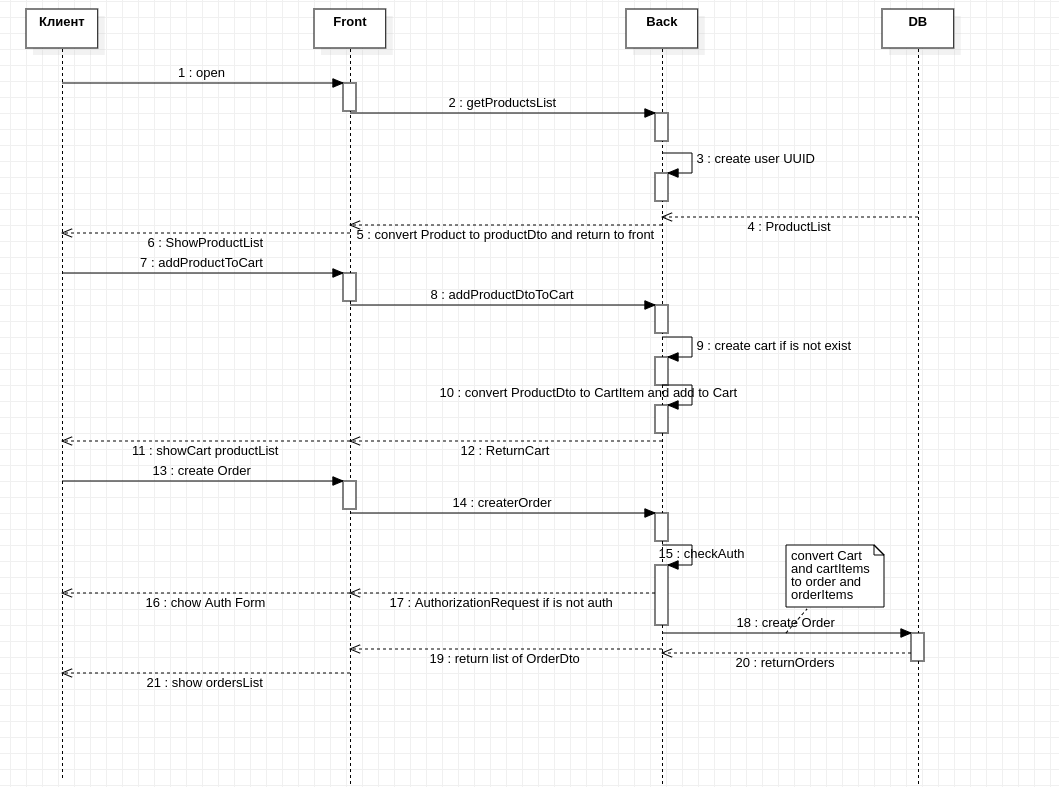 Клиент
Front
Back
DB
1 : open
2 : getProductsList
3 : create user UUID
4 : ProductList
5 : convert Product to productDto and return to front
6 : ShowProductList
7 : addProductToCart
8 : addProductDtoToCart
9 : create cart if is not exist
10 : convert ProductDto to CartItem and add to Cart
11 : showCart productList
12 : ReturnCart
13 : create Order
14 : createrOrder
15 : checkAuth
convert Cart
and cartItems
to order and
orderItems
16 : chow Auth Form
17 : AuthorizationRequest if is not auth
18 : create Order
19 : return list of OrderDto
20 : returnOrders
21 : show ordersList